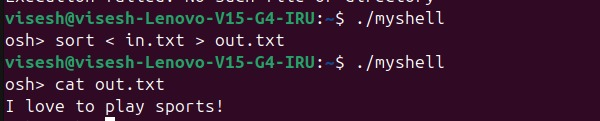 Execution failed: No such file or directory
visesh@visesh-Lenovo-V15-G4-IRU:~$ ./myshell
osh> sort < in.txt > out.txt
visesh@visesh-Lenovo-V15-G4-IRU:~$ ./myshell
osh> cat out.txt
I love to play sports!